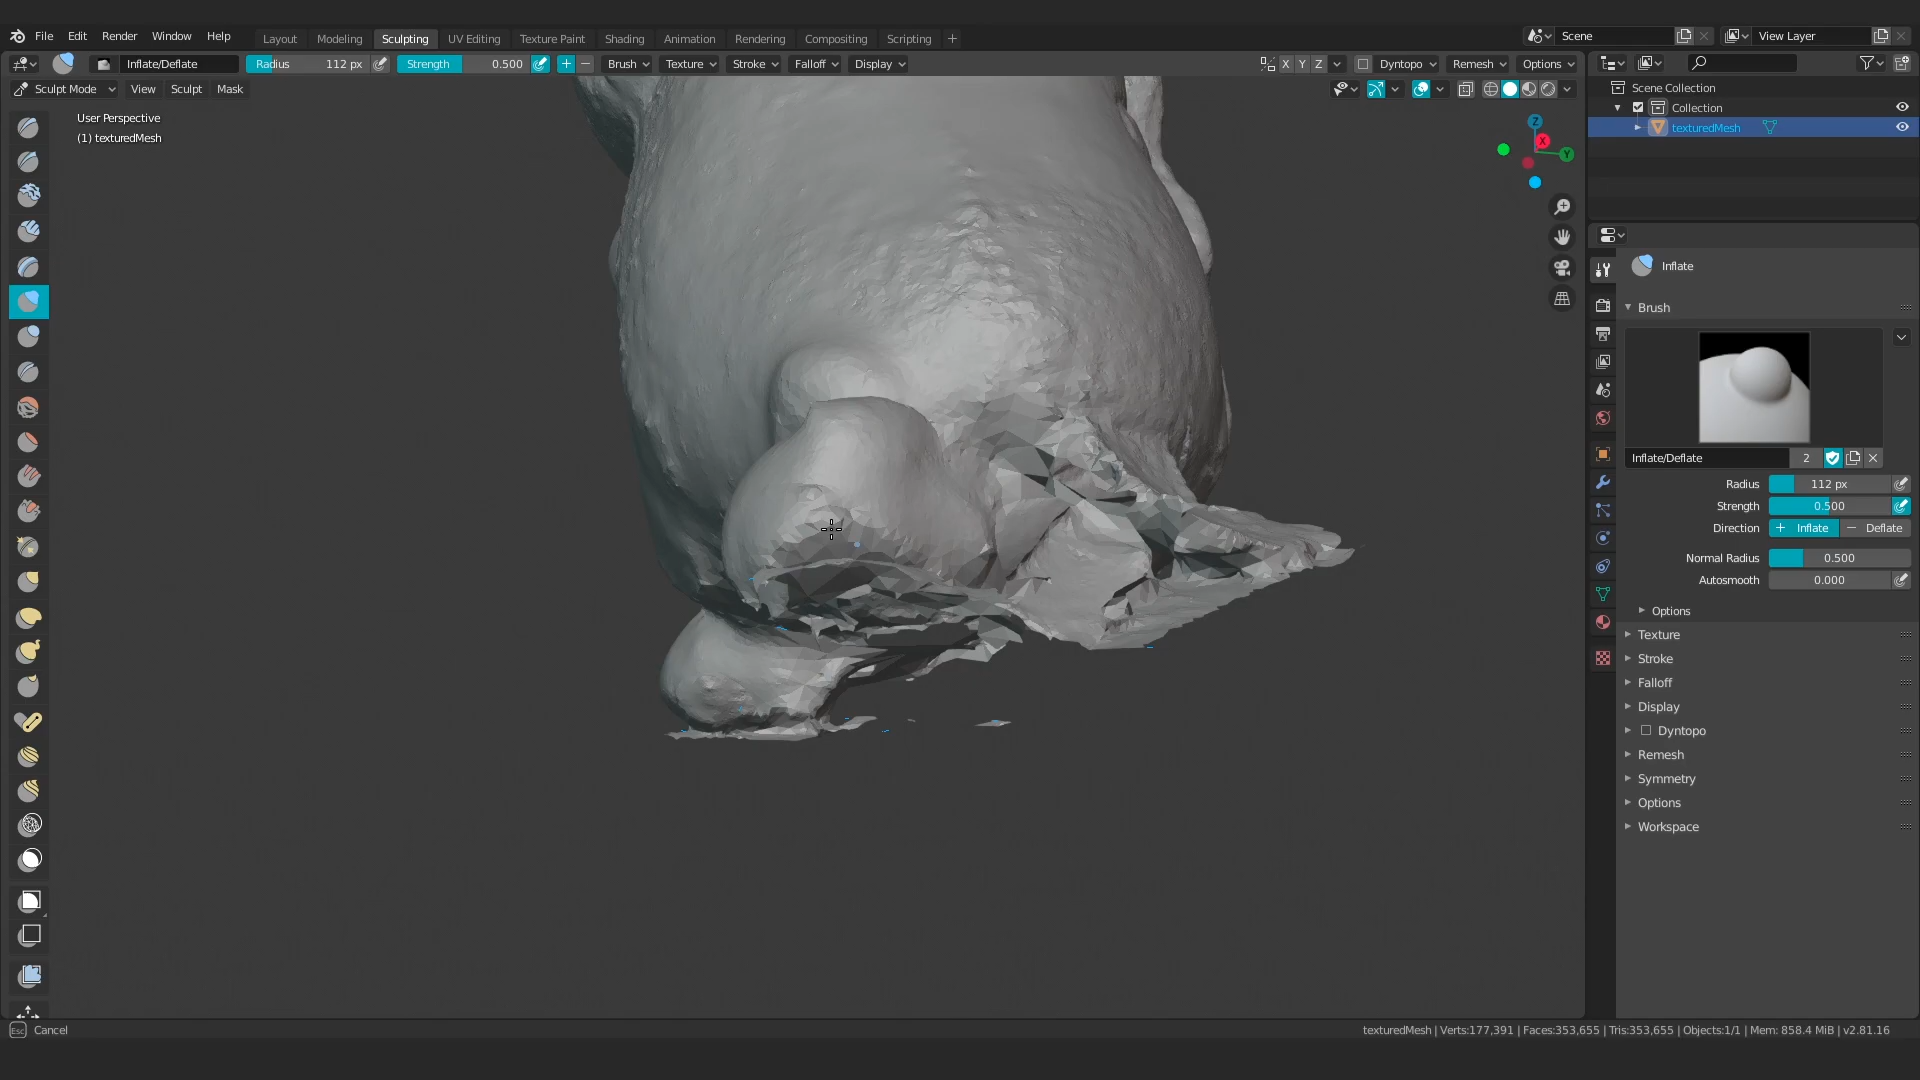 File Edit Render Window Help Layout Modeling Sculpting UV Editing Texture Paint Shading Animation Rendering Compositing Scripting + Scene View Layer
Inflate/Deflate Radius 112 px Strength 0.500 + − Brush Texture Stroke Falloff Display X Y Z Dyntopo Remesh Options
Sculpt Mode View Sculpt Mask
User Perspective
(1) texturedMesh
Z
X
Y
Scene Collection
Collection
texturedMesh
Inflate
Brush
Inflate/Deflate 2
Radius 112 px
Strength 0.500
Direction + Inflate − Deflate
Normal Radius 0.500
Autosmooth 0.000
Options
Texture
Stroke
Falloff
Display
Dyntopo
Remesh
Symmetry
Options
Workspace
Esc Cancel
texturedMesh | Verts:177,391 | Faces:353,655 | Tris:353,655 | Objects:1/1 | Mem: 858.4 MiB | v2.81.16